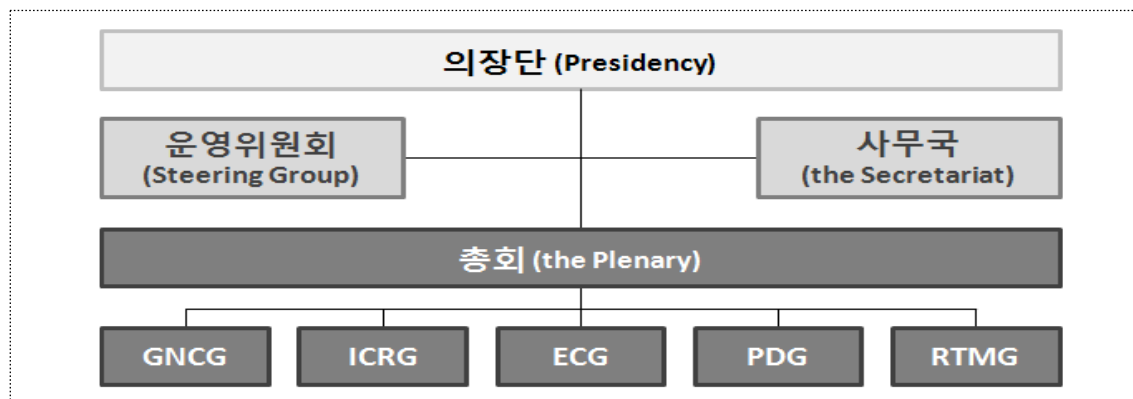 의장단 (Presidency)
운영위원회
(Steering Group)
사무국
(the Secretariat)
총회 (the Plenary)
GNCG
ICRG
ECG
PDG
RTMG